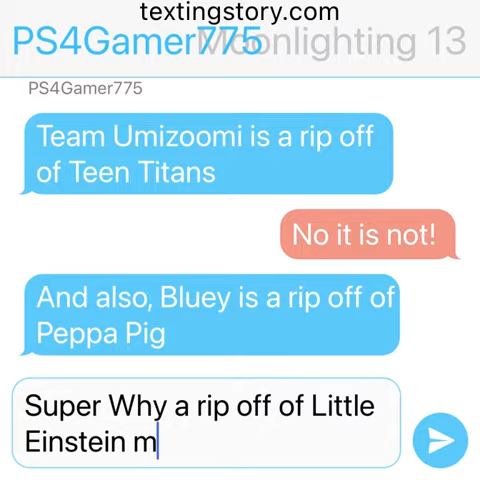 textingstory.com
PS4Gamer775 Moonlighting 13
PS4Gamer775
Team Umizoomi is a rip off
of Teen Titans
No it is not!
And also, Bluey is a rip off of
Peppa Pig
Super Why a rip off of Little
Einstein m